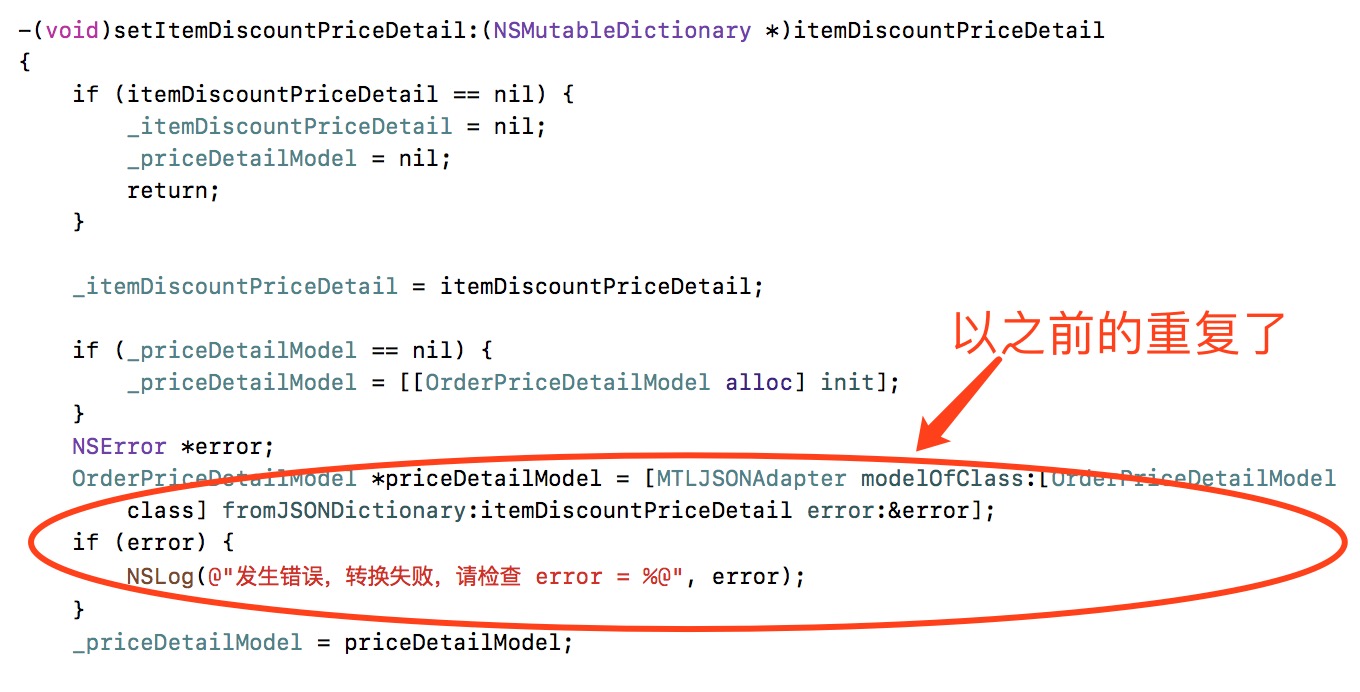 -(void)setItemDiscountPriceDetail:(NSMutableDictionary *)itemDiscountPriceDetail
{
    if (itemDiscountPriceDetail == nil) {
        _itemDiscountPriceDetail = nil;
        _priceDetailModel = nil;
        return;
    }

    _itemDiscountPriceDetail = itemDiscountPriceDetail;
以之前的重复了
    if (_priceDetailModel == nil) {
        _priceDetailModel = [[OrderPriceDetailModel alloc] init];
    }
    NSError *error;
    OrderPriceDetailModel *priceDetailModel = [MTLJSONAdapter modelOfClass:[OrderPriceDetailModel
        class] fromJSONDictionary:itemDiscountPriceDetail error:&error];
    if (error) {
        NSLog(@"发生错误，转换失败，请检查 error = %@", error);
    }
    _priceDetailModel = priceDetailModel;